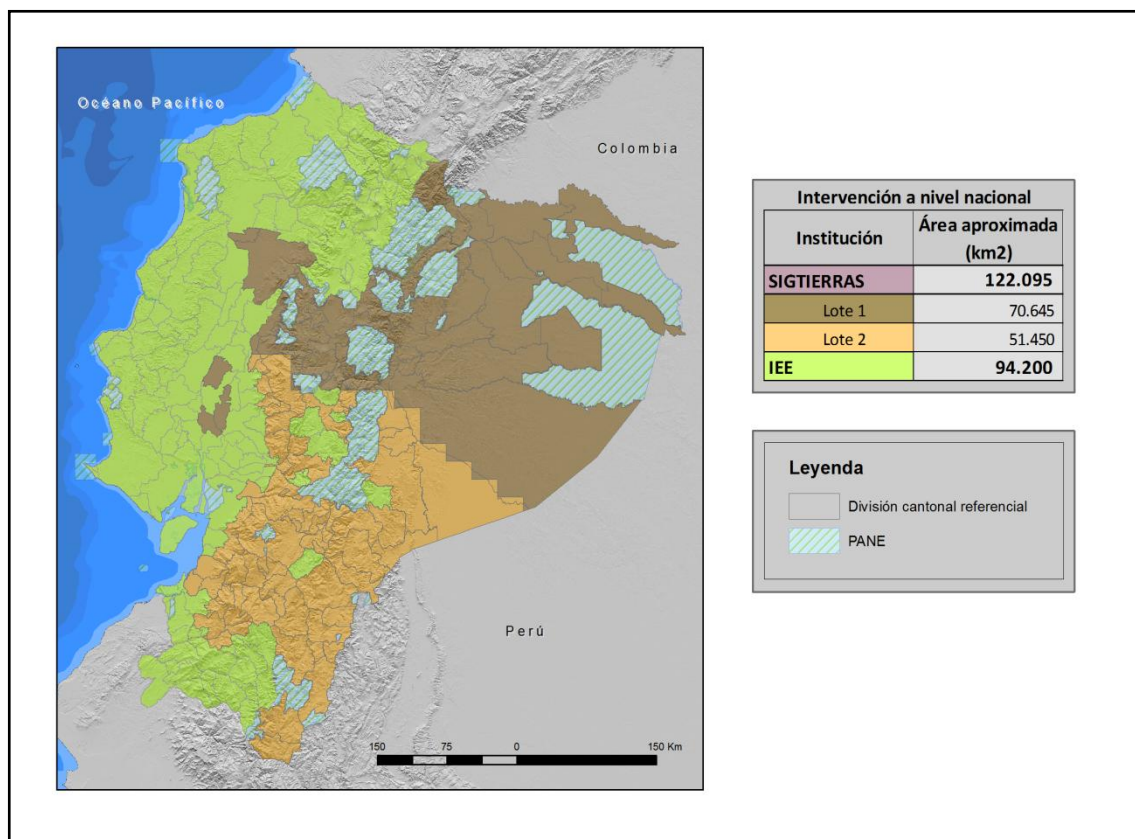 Océano Pacífico
Colombia
Perú
150 75 0 150 Km
Intervención a nivel nacional
Institución Área aproximada (km2)
SIGTIERRAS 122.095
Lote 1 70.645
Lote 2 51.450
IEE 94.200
Leyenda
División cantonal referencial
PANE